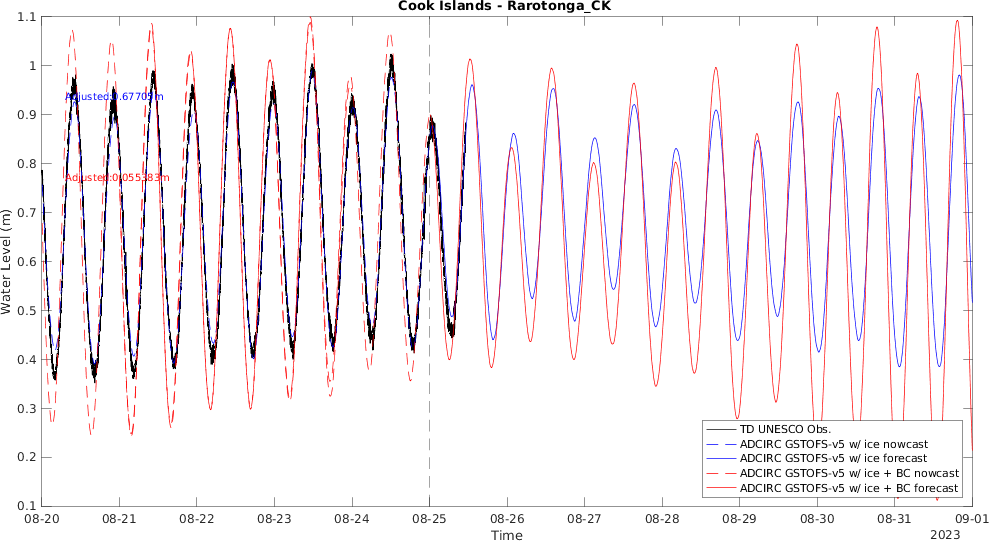 Cook Islands - Rarotonga_CK
1.1
1
0.9
0.8
0.7
0.6
0.5
0.4
0.3
0.2
0.1
Water Level (m)
Adjusted:0.67705m
Adjusted:0.055383m
TD UNESCO Obs.
ADCIRC GSTOFS-v5 w/ ice nowcast
ADCIRC GSTOFS-v5 w/ ice forecast
ADCIRC GSTOFS-v5 w/ ice + BC nowcast
ADCIRC GSTOFS-v5 w/ ice + BC forecast
08-20 08-21 08-22 08-23 08-24 08-25 08-26 08-27 08-28 08-29 08-30 08-31 09-01
Time
2023